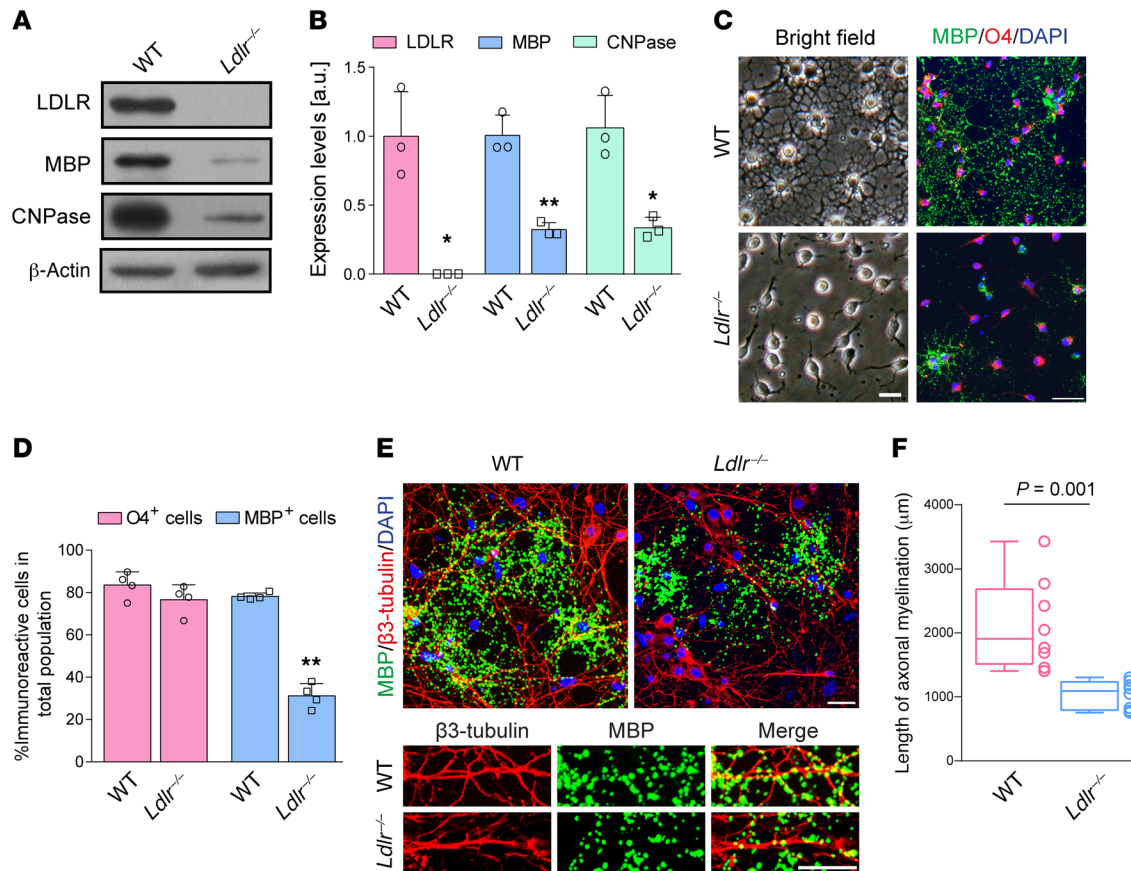 A
WT
Ldlr–/–
LDLR
MBP
CNPase
β-Actin
B
LDLR MBP CNPase
Expression levels [a.u.]
1.5
1.0
0.5
0.0
*
**
*
WT
Ldlr–/–
WT
Ldlr–/–
WT
Ldlr–/–
C
Bright field
MBP/O4/DAPI
WT
Ldlr–/–
D
O4+ cells MBP+ cells
%Immunoreactive cells in
total population
100
80
60
40
20
0
**
WT
Ldlr–/–
WT
Ldlr–/–
E
WT
Ldlr–/–
MBP/β3-tubulin/DAPI
β3-tubulin
MBP
Merge
WT
Ldlr–/–
F
P = 0.001
Length of axonal myelination (μm)
4000
3000
2000
1000
0
WT
Ldlr–/–